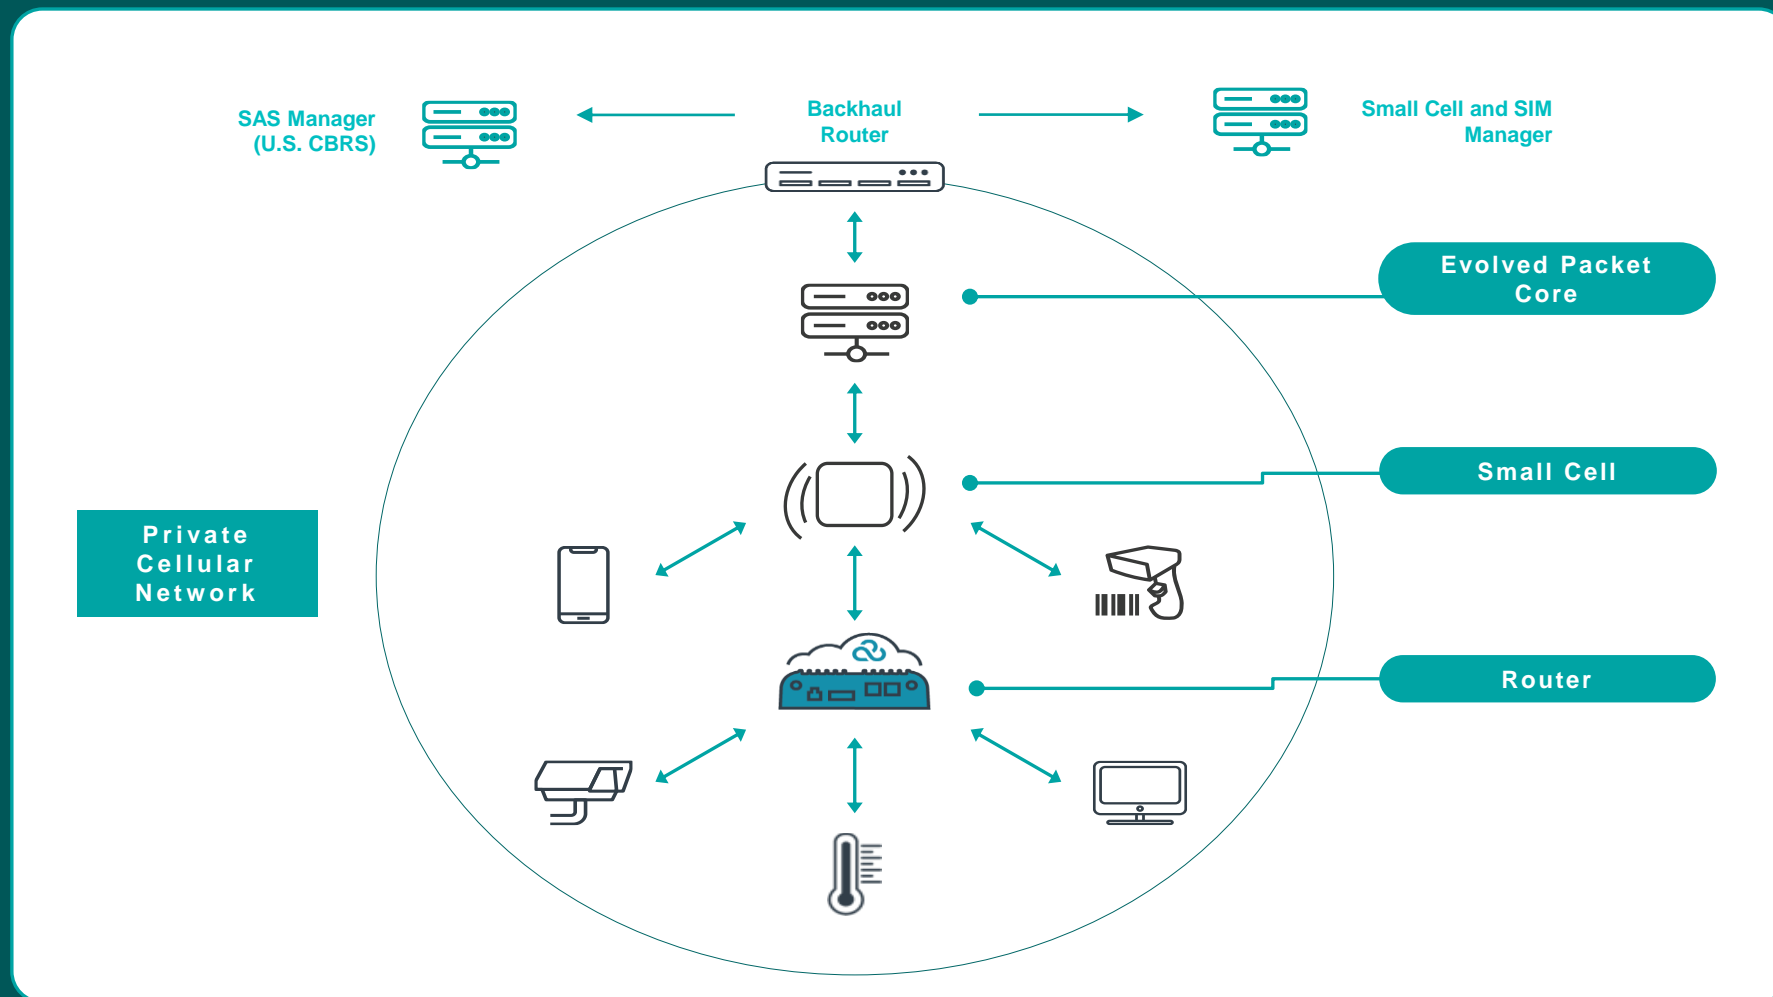 SAS Manager
(U.S. CBRS)
Backhaul
Router
Small Cell and SIM
Manager
Evolved Packet
Core
Small Cell
Private
Cellular
Network
Router